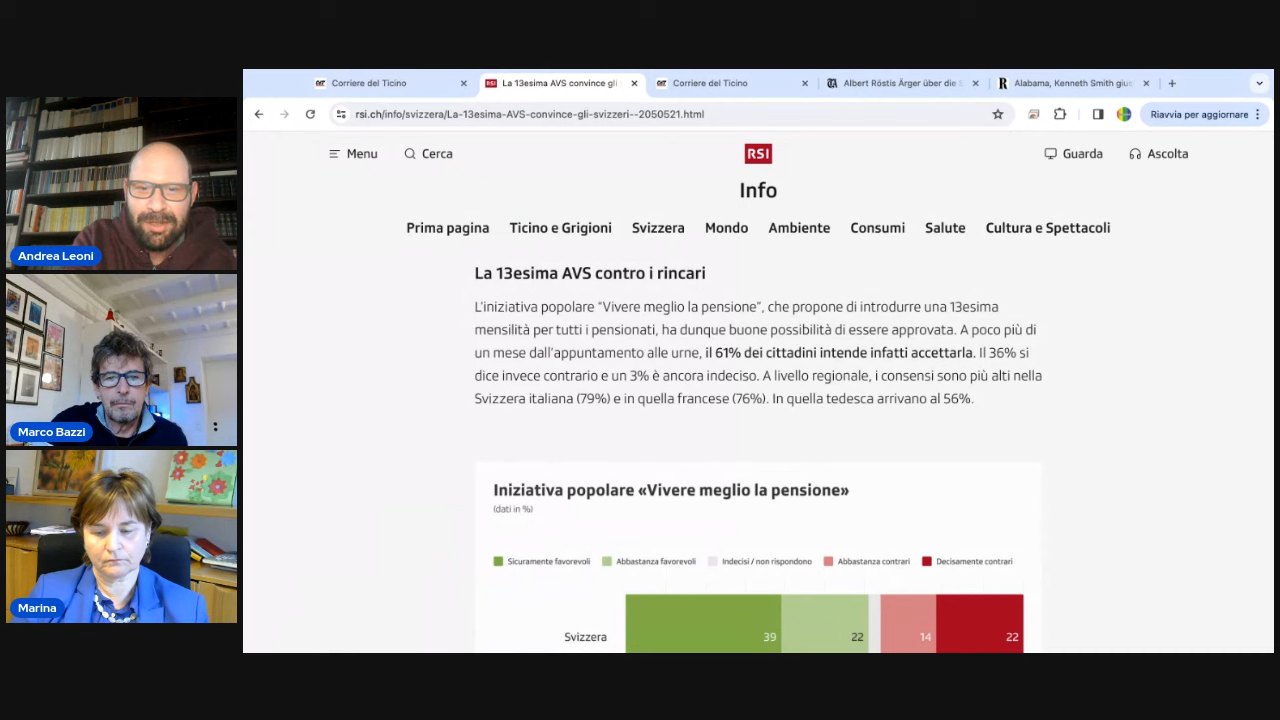 Corriere del Ticino
La 13esima AVS convince gli
Corriere del Ticino
Albert Röstis Ärger über die
Alabama, Kenneth Smith gius
rsi.ch/info/svizzera/La-13esima-AVS-convince-gli-svizzeri--2050521.html
Riavvia per aggiornare
Menu
Cerca
RSI
Guarda
Ascolta
Info
Prima pagina
Ticino e Grigioni
Svizzera
Mondo
Ambiente
Consumi
Salute
Cultura e Spettacoli
La 13esima AVS contro i rincari
L'iniziativa popolare “Vivere meglio la pensione”, che propone di introdurre una 13esima
mensilità per tutti i pensionati, ha dunque buone possibilità di essere approvata. A poco più di
un mese dall'appuntamento alle urne, il 61% dei cittadini intende infatti accettarla. Il 36% si
dice invece contrario e un 3% è ancora indeciso. A livello regionale, i consensi sono più alti nella
Svizzera italiana (79%) e in quella francese (76%). In quella tedesca arrivano al 56%.
Iniziativa popolare «Vivere meglio la pensione»
(dati in %)
Sicuramente favorevoli
Abbastanza favorevoli
Indecisi / non rispondono
Abbastanza contrari
Decisamente contrari
Svizzera
39
22
14
22
Andrea Leoni
Marco Bazzi
Marina